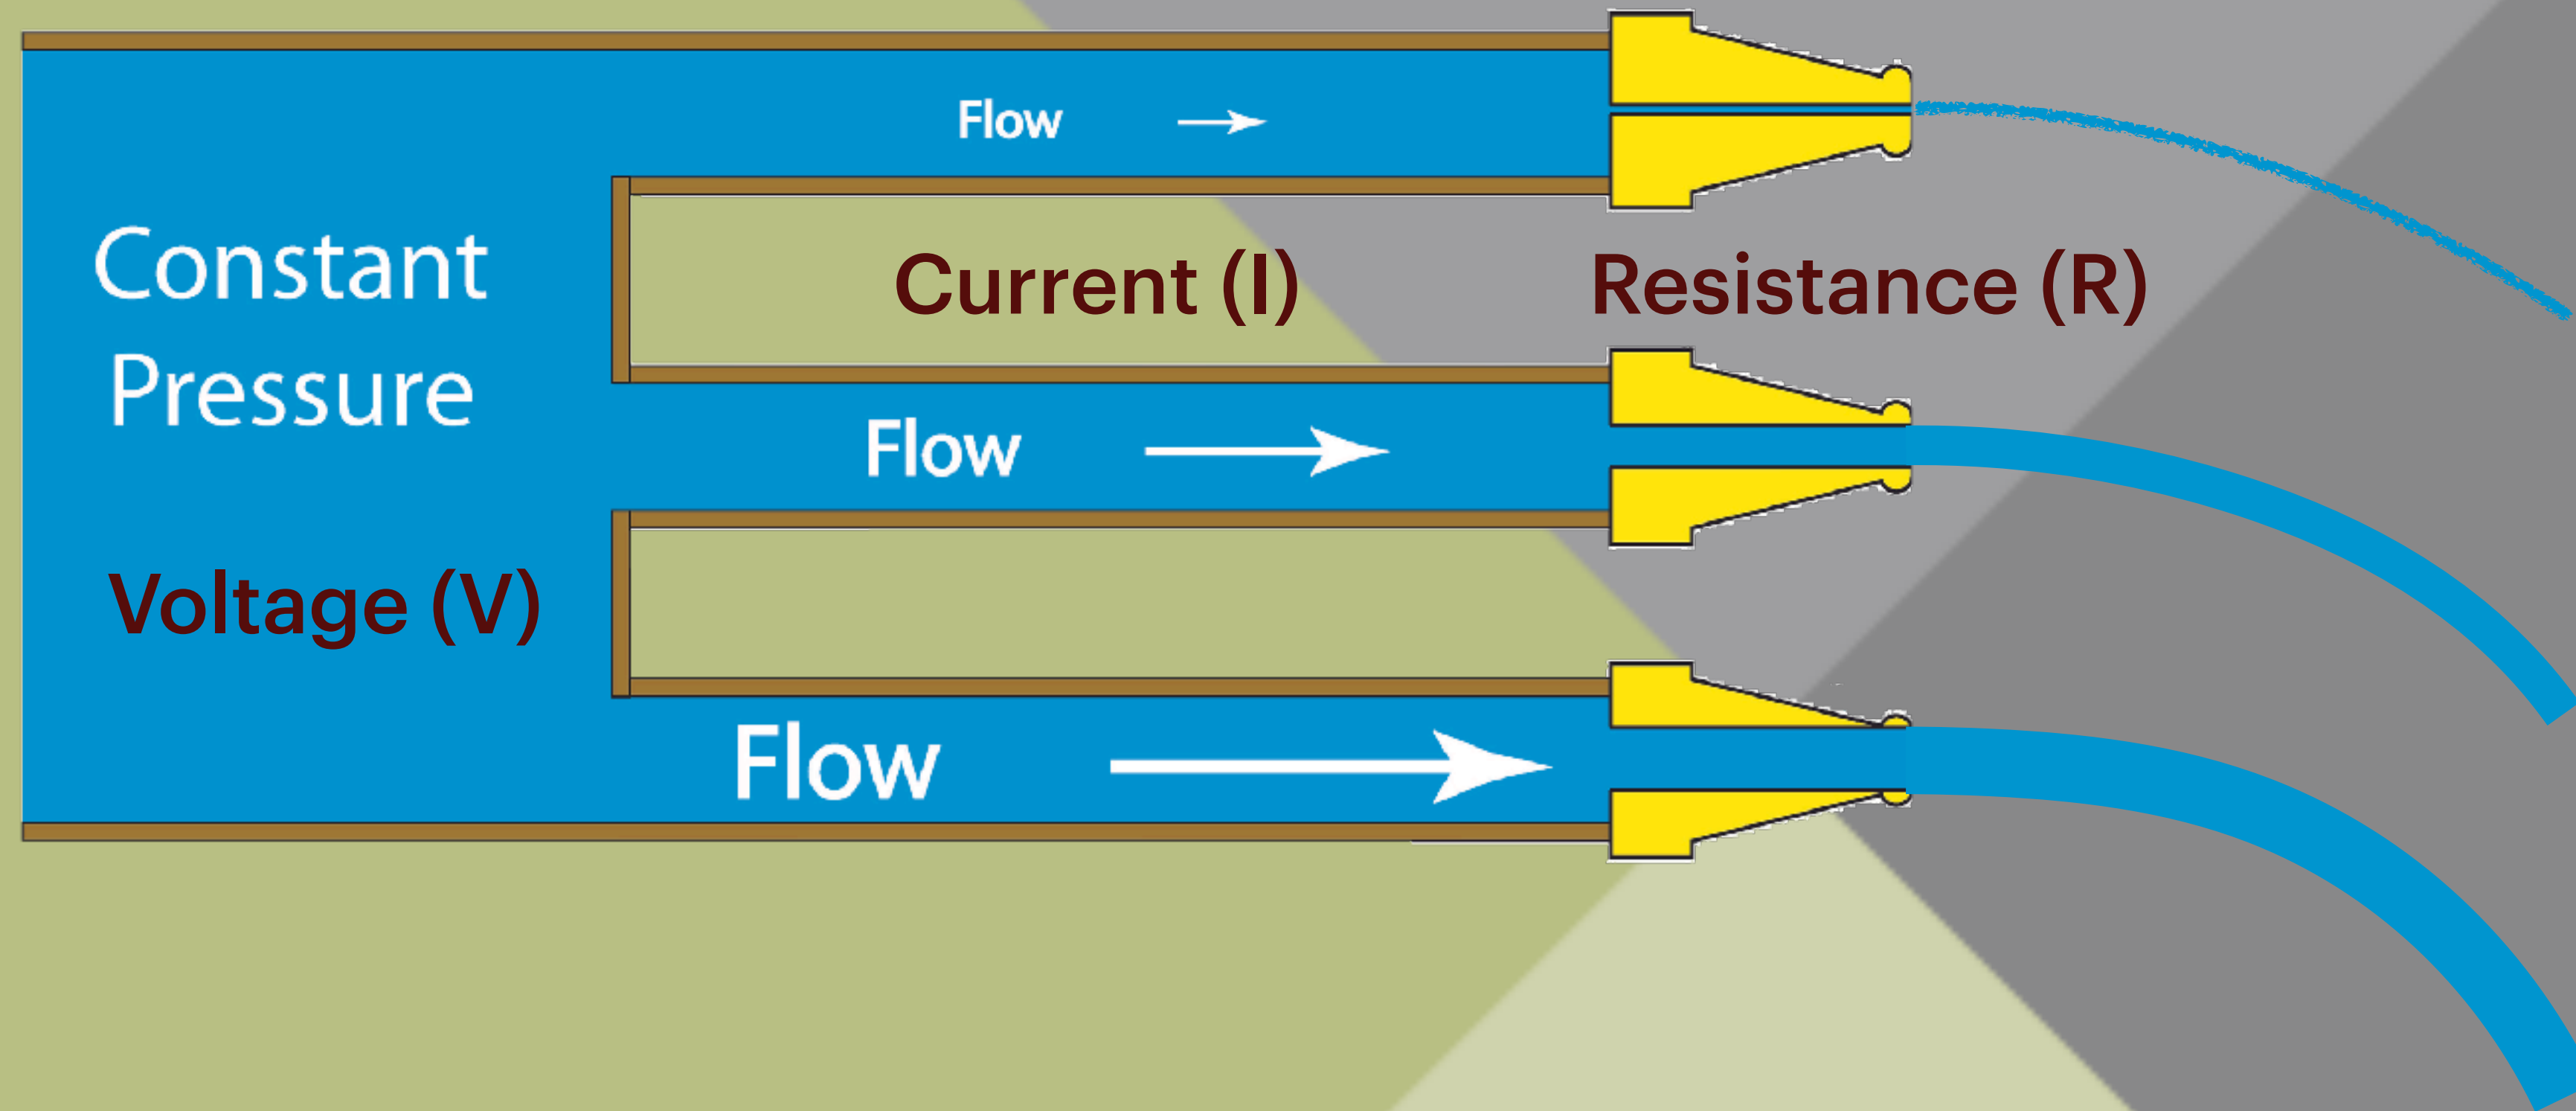 Flow
Constant
Pressure
Current (I)
Resistance (R)
Flow
Voltage (V)
Flow